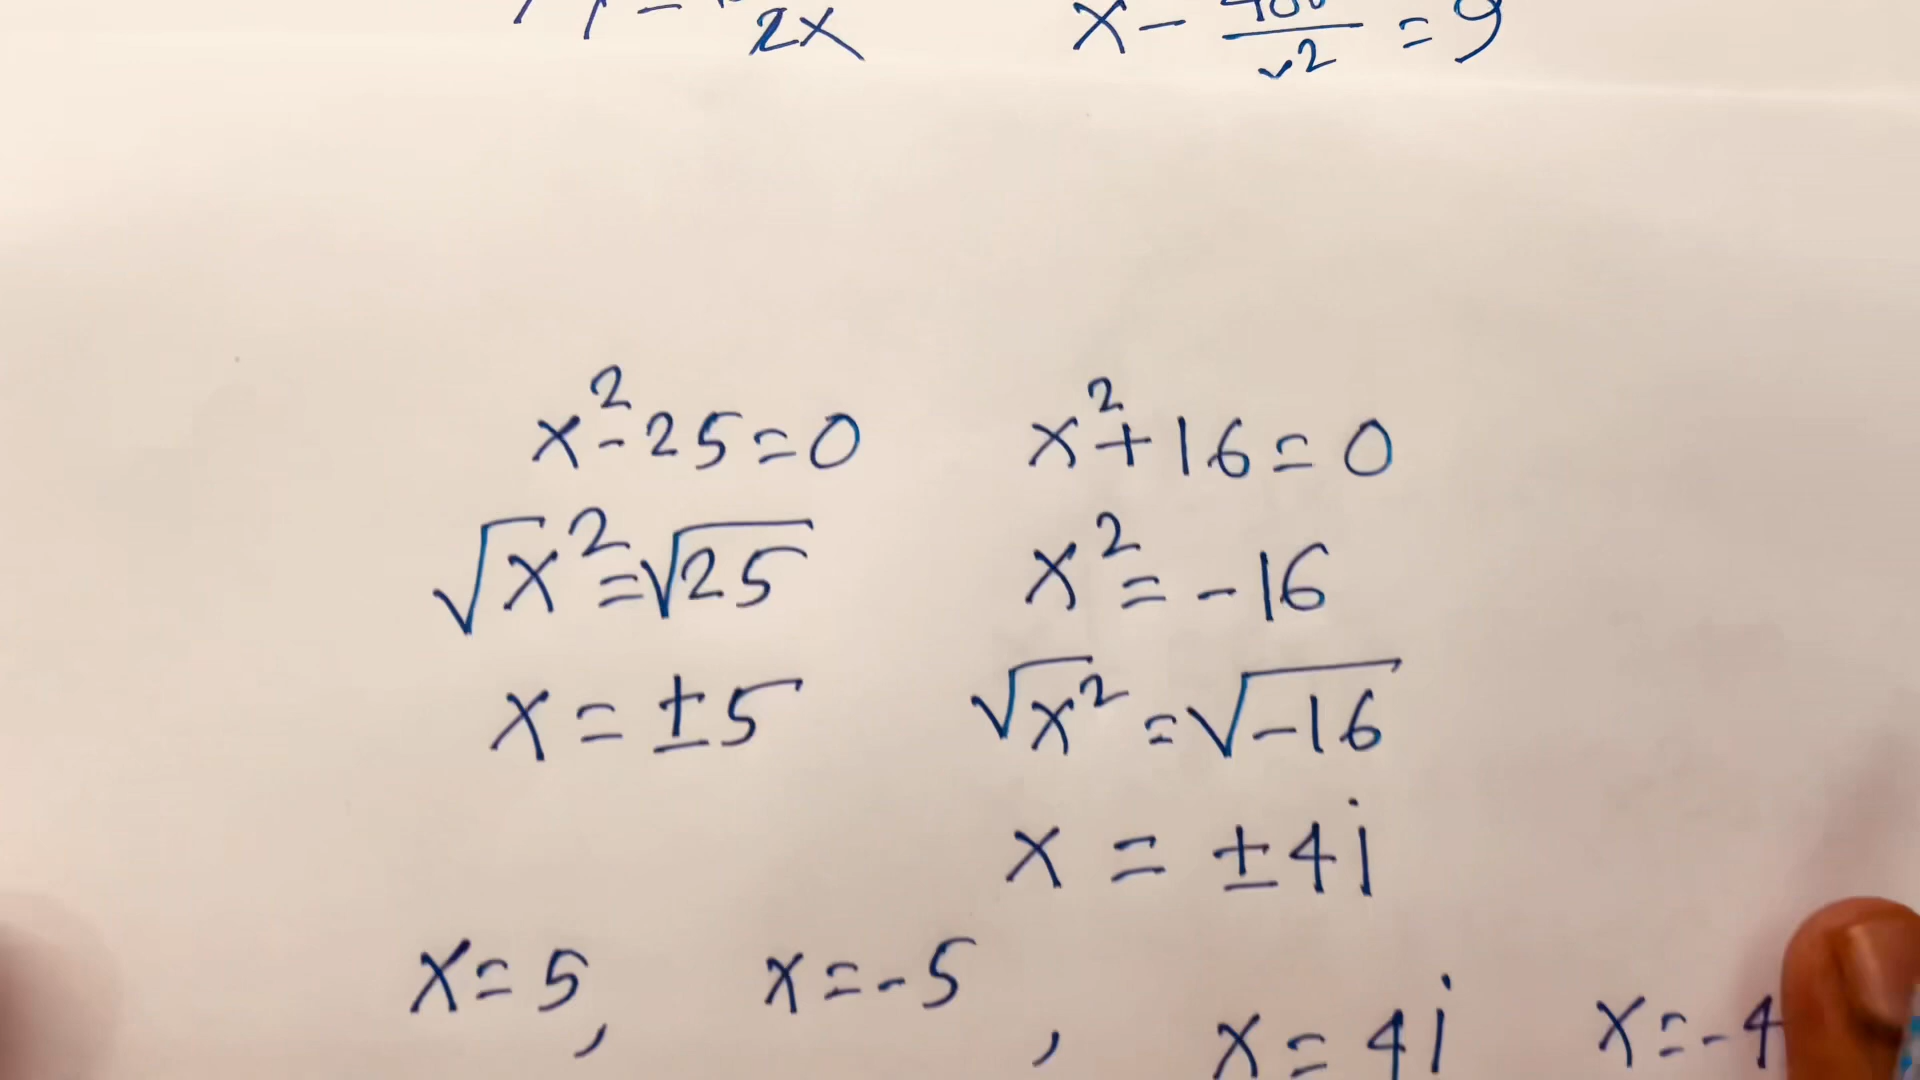 2x
= 9
x² - 25 = 0
√x² = √25
x = ±5
x² + 16 = 0
x² = -16
√x² = √-16
x = ±4i
x = 5, x = -5,
x = 4i x = -4